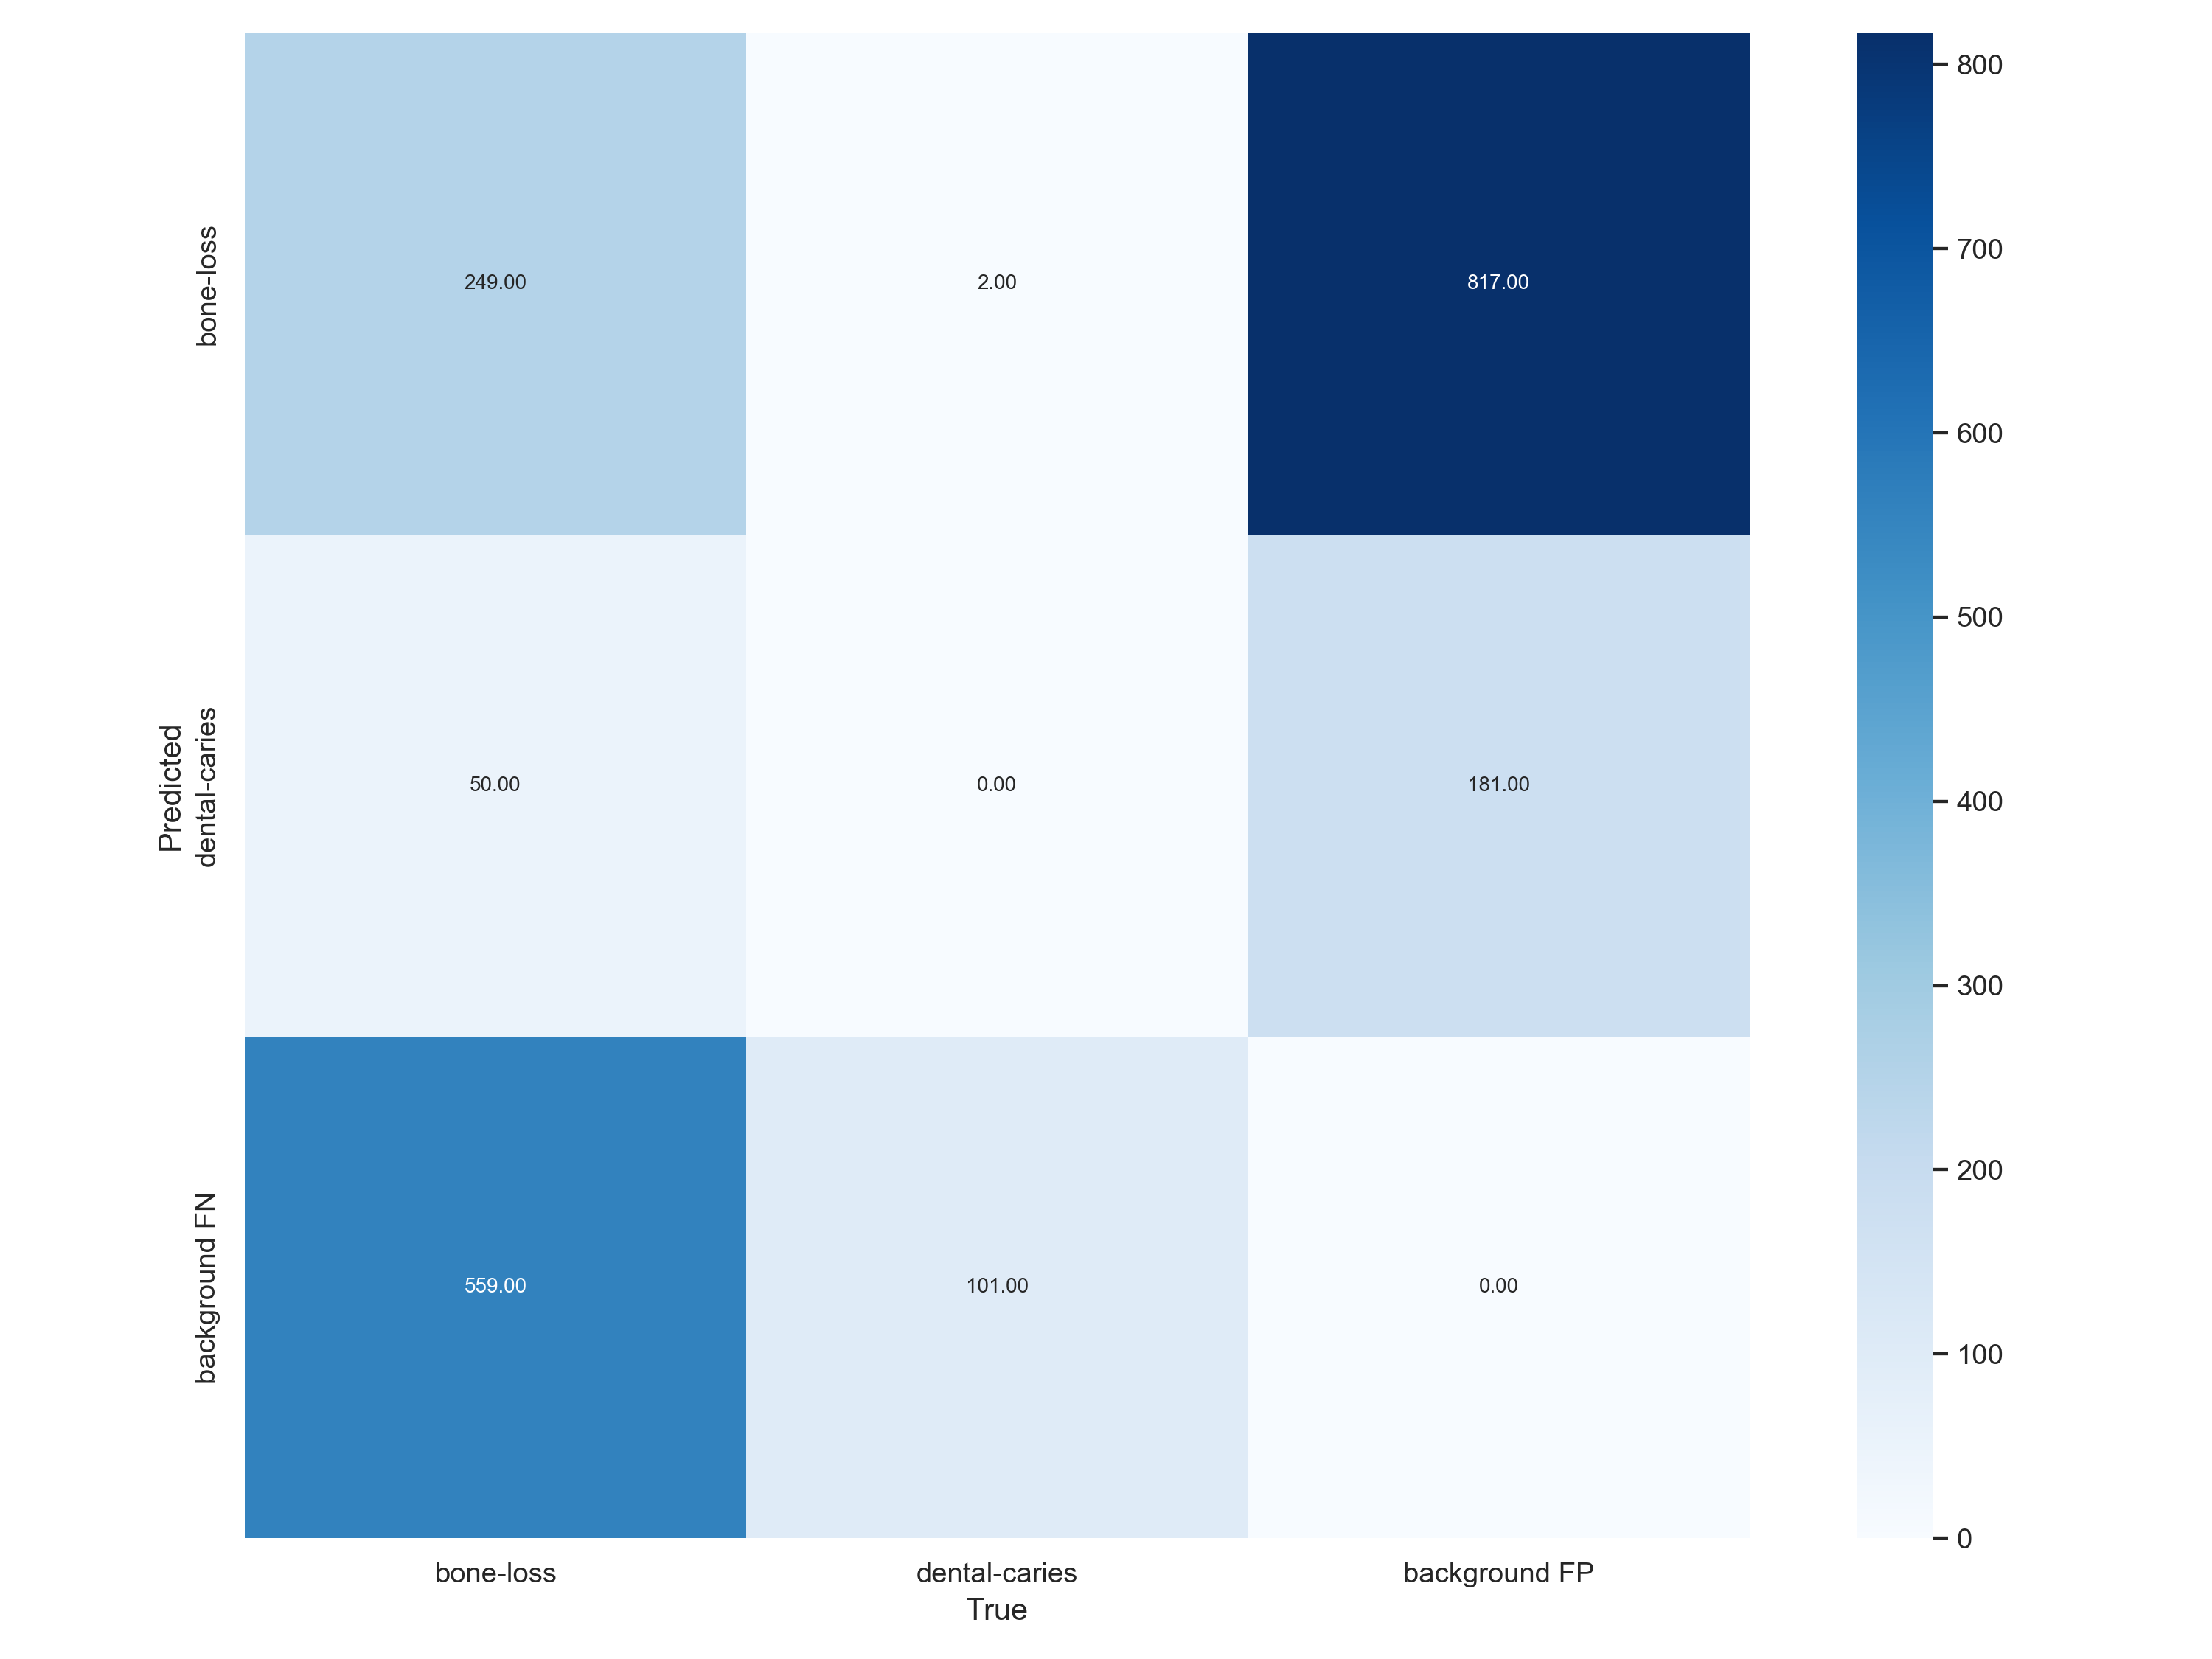 bone-loss
249.00
2.00
817.00
Predicted
dental-caries
50.00
0.00
181.00
background FN
559.00
101.00
0.00
bone-loss
dental-caries
background FP
True
800
700
600
500
400
300
200
100
0